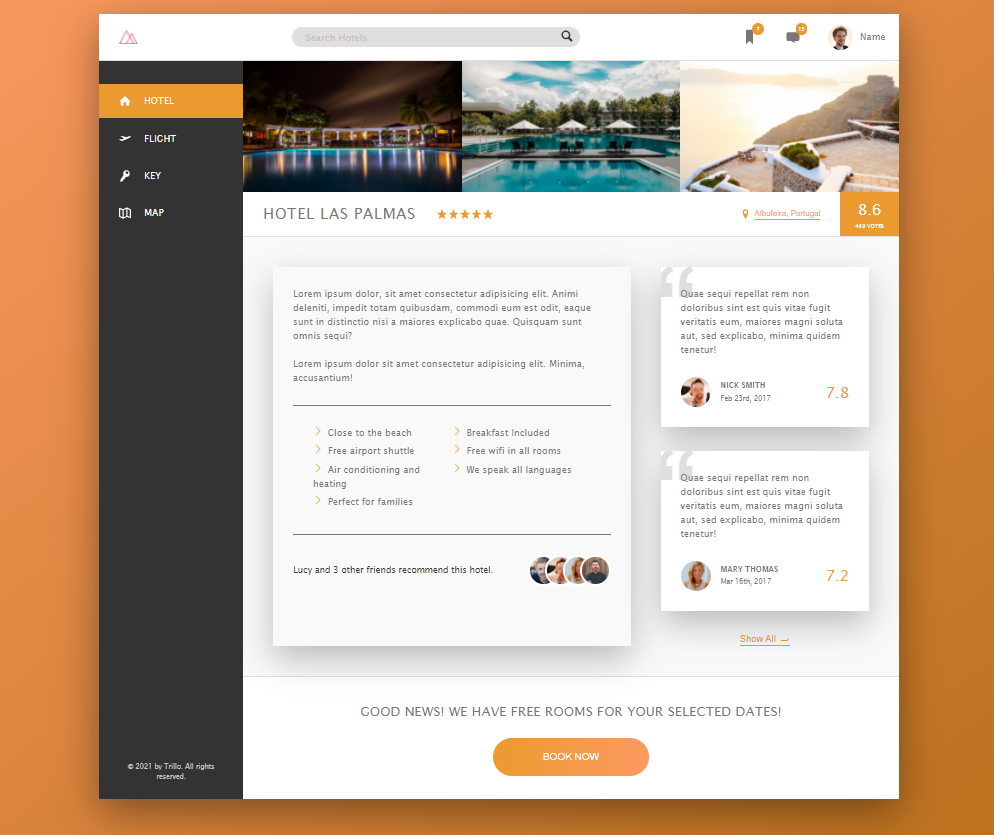 Search Hotels
7
13
Name
HOTEL
FLIGHT
KEY
MAP
© 2021 by Trillo. All rights
reserved.
HOTEL LAS PALMAS
Albufeira, Portugal
8.6
429 VOTES
Lorem ipsum dolor, sit amet consectetur adipisicing elit. Animi
deleniti, impedit totam quibusdam, commodi eum est odit, eaque
sunt in distinctio nisi a maiores explicabo quae. Quisquam sunt
omnis sequi?
Lorem ipsum dolor sit amet consectetur adipisicing elit. Minima,
accusantium!
Close to the beach
Free airport shuttle
Air conditioning and
heating
Perfect for families
Breakfast Included
Free wifi in all rooms
We speak all languages
Lucy and 3 other friends recommend this hotel.
“
Quae sequi repellat rem non
doloribus sint est quis vitae fugit
veritatis eum, maiores magni soluta
aut, sed explicabo, minima quidem
tenetur!
NICK SMITH
Feb 23rd, 2017
7.8
“
Quae sequi repellat rem non
doloribus sint est quis vitae fugit
veritatis eum, maiores magni soluta
aut, sed explicabo, minima quidem
tenetur!
MARY THOMAS
Mar 16th, 2017
7.2
Show All
GOOD NEWS! WE HAVE FREE ROOMS FOR YOUR SELECTED DATES!
BOOK NOW